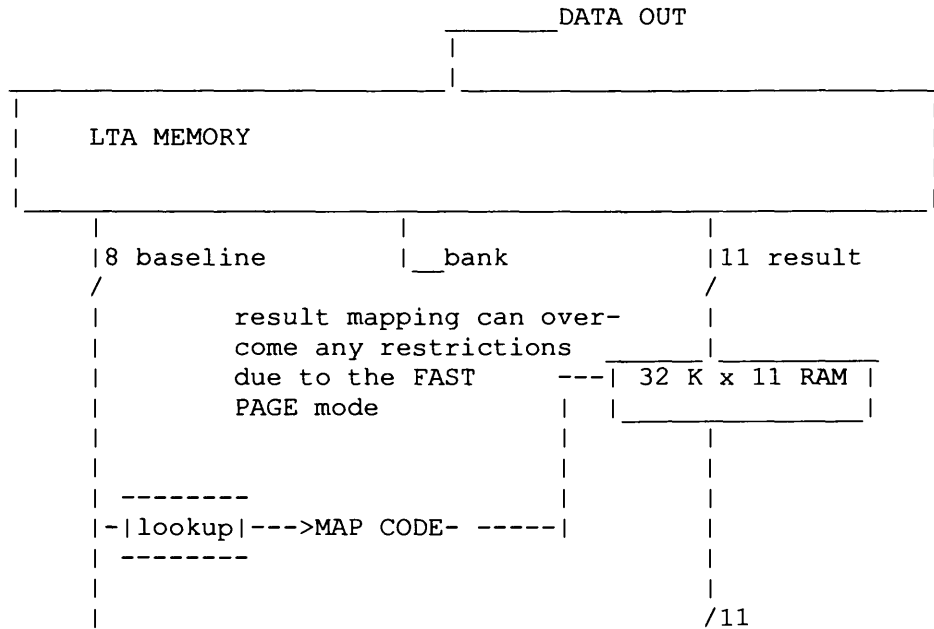 DATA OUT
LTA MEMORY
8 baseline
bank
11 result
result mapping can over-
come any restrictions
due to the FAST
PAGE mode
32 K x 11 RAM
lookup
--->MAP CODE-
11